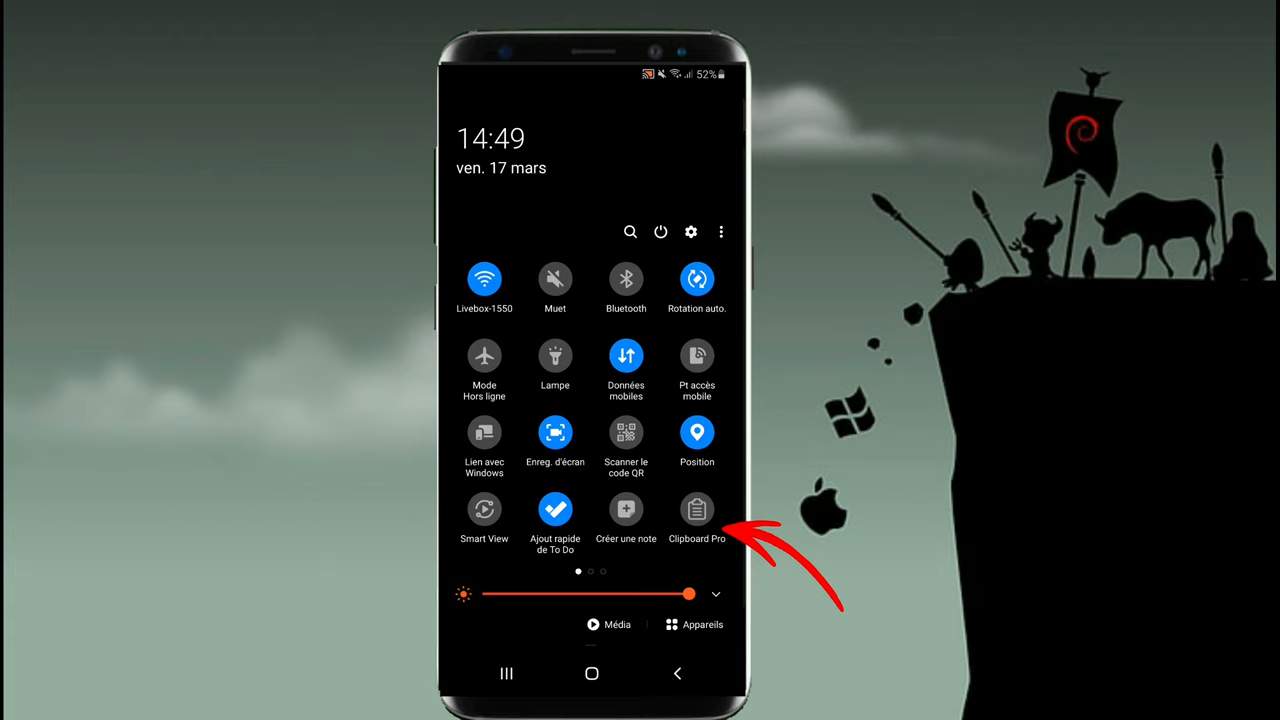 52%
14:49
ven. 17 mars
Livebox-1550
Muet
Bluetooth
Rotation auto.
Mode
Hors ligne
Lampe
Données
mobiles
Pt accès
mobile
Lien avec
Windows
Enreg. d'écran
Scanner le
code QR
Position
Smart View
Ajout rapide
de To Do
Créer une note
Clipboard Pro
Média
Appareils